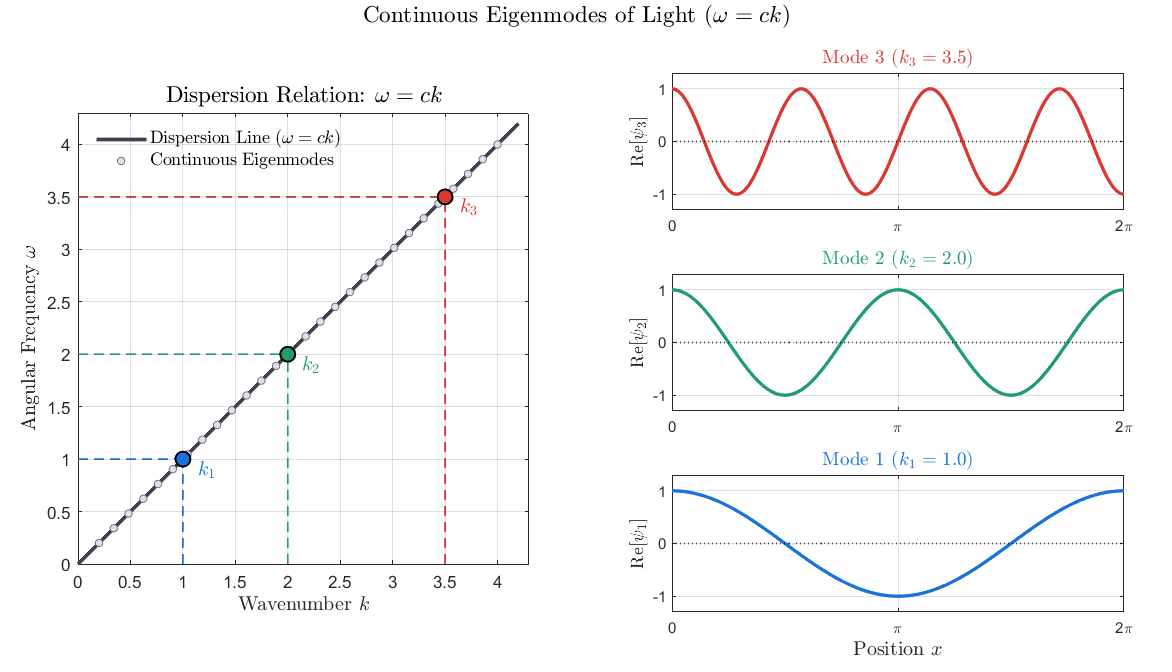 Continuous Eigenmodes of Light (ω = ck)
Dispersion Relation: ω = ck
Dispersion Line (ω = ck)
Continuous Eigenmodes
Angular Frequency ω
4
3.5
3
2.5
2
1.5
1
0.5
0
k₃
k₂
k₁
0 0.5 1 1.5 2 2.5 3 3.5 4
Wavenumber k
Mode 3 (k₃ = 3.5)
Re[ψ₃]
1
0
-1
0 π 2π
Mode 2 (k₂ = 2.0)
Re[ψ₂]
1
0
-1
0 π 2π
Mode 1 (k₁ = 1.0)
Re[ψ₁]
1
0
-1
0 π 2π
Position x